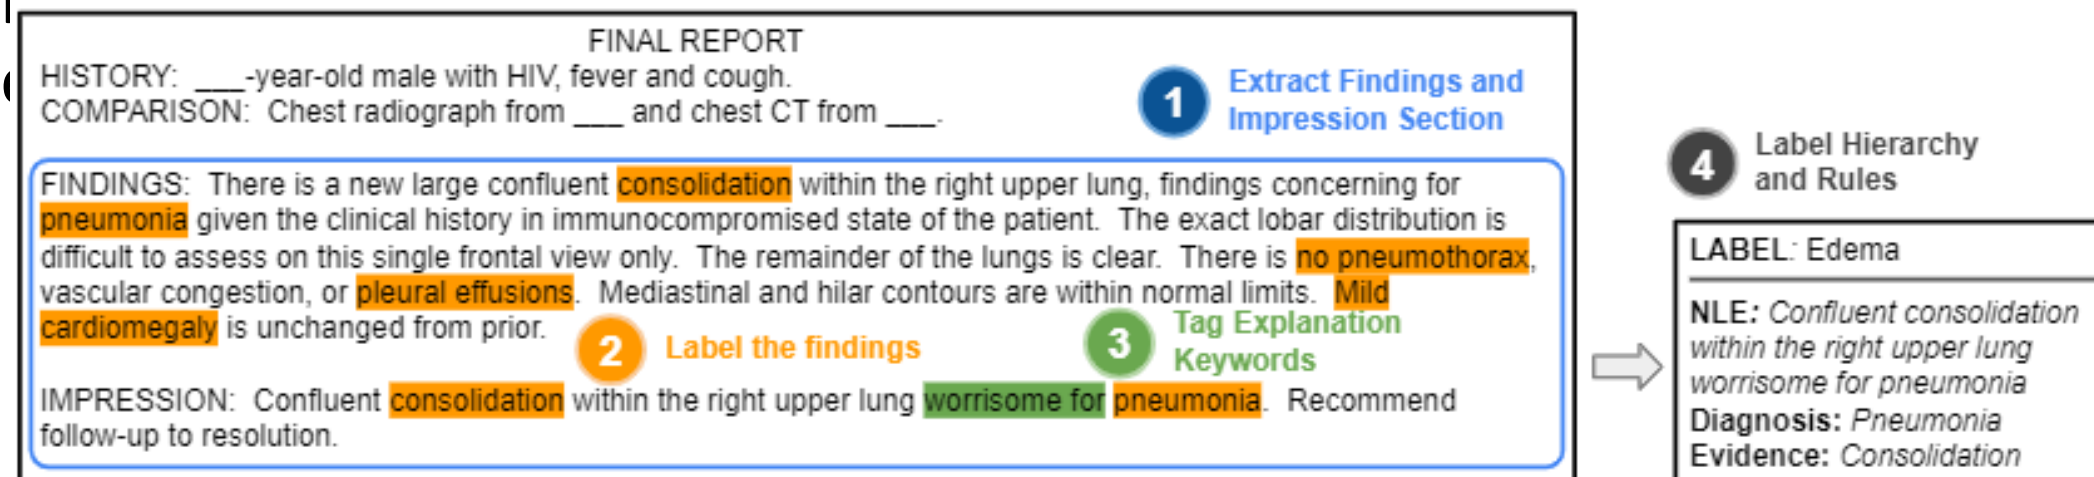 FINAL REPORT
HISTORY: ___-year-old male with HIV, fever and cough.
COMPARISON: Chest radiograph from ___ and chest CT from ___.
1 Extract Findings and
Impression Section
FINDINGS: There is a new large confluent consolidation within the right upper lung, findings concerning for
pneumonia given the clinical history in immunocompromised state of the patient. The exact lobar distribution is
difficult to assess on this single frontal view only. The remainder of the lungs is clear. There is no pneumothorax,
vascular congestion, or pleural effusions. Mediastinal and hilar contours are within normal limits. Mild
cardiomegaly is unchanged from prior.
2 Label the findings
3 Tag Explanation
Keywords
IMPRESSION: Confluent consolidation within the right upper lung worrisome for pneumonia. Recommend
follow-up to resolution.
4 Label Hierarchy
and Rules
LABEL: Edema
NLE: Confluent consolidation
within the right upper lung
worrisome for pneumonia
Diagnosis: Pneumonia
Evidence: Consolidation